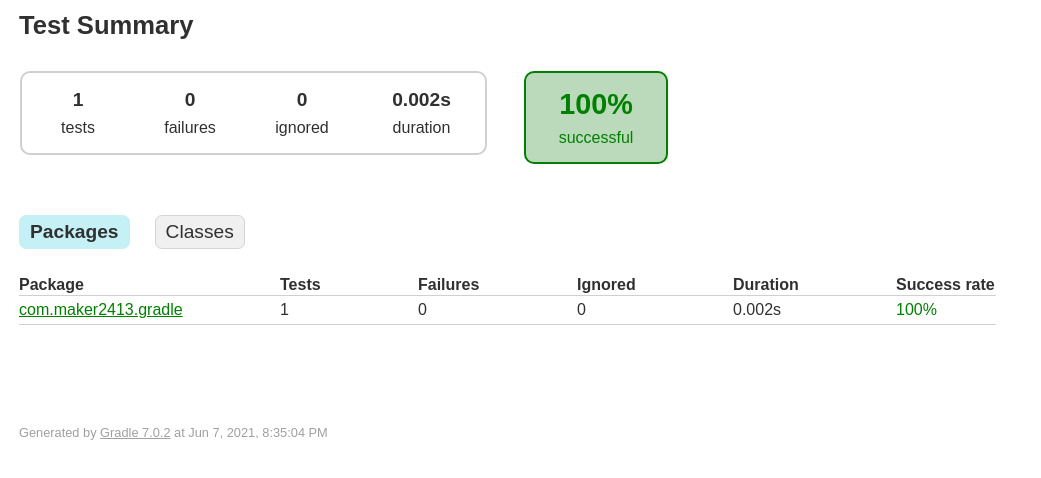 Test Summary
1 0 0 0.002s 100%
tests failures ignored duration successful
Packages Classes
Package Tests Failures Ignored Duration Success rate
com.maker2413.gradle 1 0 0 0.002s 100%
Generated by Gradle 7.0.2 at Jun 7, 2021, 8:35:04 PM